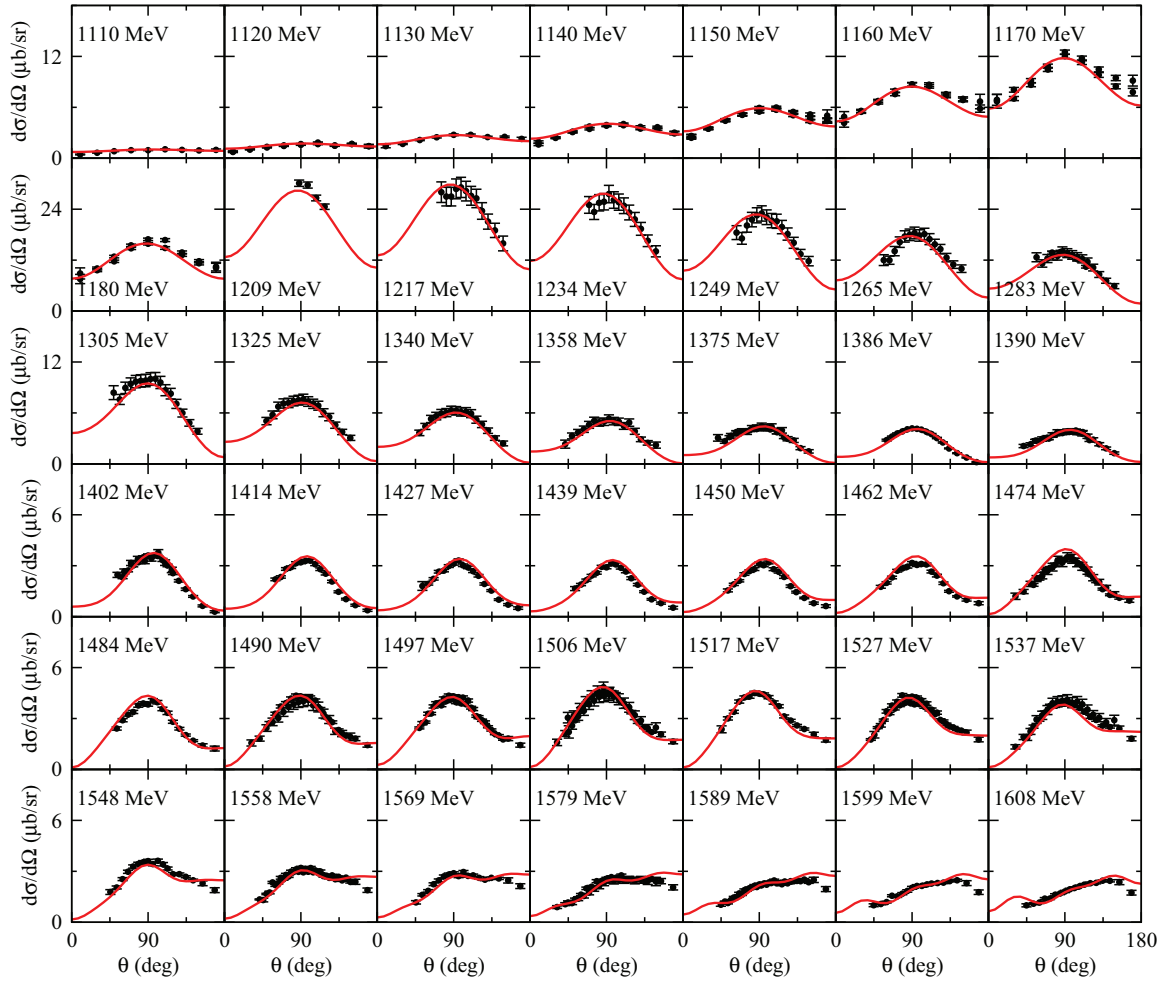 1110 MeV 1120 MeV 1130 MeV 1140 MeV 1150 MeV 1160 MeV 1170 MeV
12
0
dσ/dΩ (μb/sr)
24
0
dσ/dΩ (μb/sr)
1180 MeV 1209 MeV 1217 MeV 1234 MeV 1249 MeV 1265 MeV 1283 MeV
1305 MeV 1325 MeV 1340 MeV 1358 MeV 1375 MeV 1386 MeV 1390 MeV
12
0
dσ/dΩ (μb/sr)
1402 MeV 1414 MeV 1427 MeV 1439 MeV 1450 MeV 1462 MeV 1474 MeV
6
0
dσ/dΩ (μb/sr)
1484 MeV 1490 MeV 1497 MeV 1506 MeV 1517 MeV 1527 MeV 1537 MeV
6
0
dσ/dΩ (μb/sr)
1548 MeV 1558 MeV 1569 MeV 1579 MeV 1589 MeV 1599 MeV 1608 MeV
6
0
dσ/dΩ (μb/sr)
0 90 0 90 0 90 0 90 0 90 0 90 0 90 180
θ (deg) θ (deg) θ (deg) θ (deg) θ (deg) θ (deg) θ (deg)